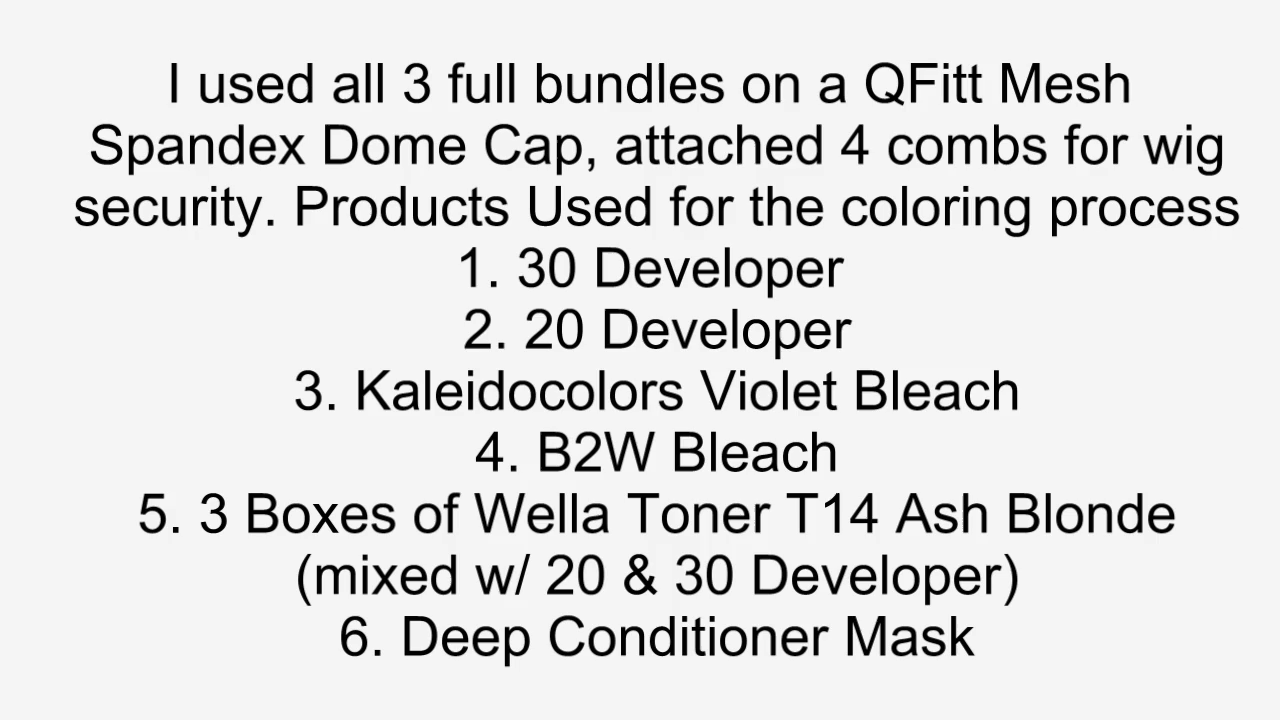 I used all 3 full bundles on a QFitt Mesh
Spandex Dome Cap, attached 4 combs for wig
security. Products Used for the coloring process
1. 30 Developer
2. 20 Developer
3. Kaleidocolors Violet Bleach
4. B2W Bleach
5. 3 Boxes of Wella Toner T14 Ash Blonde
(mixed w/ 20 & 30 Developer)
6. Deep Conditioner Mask